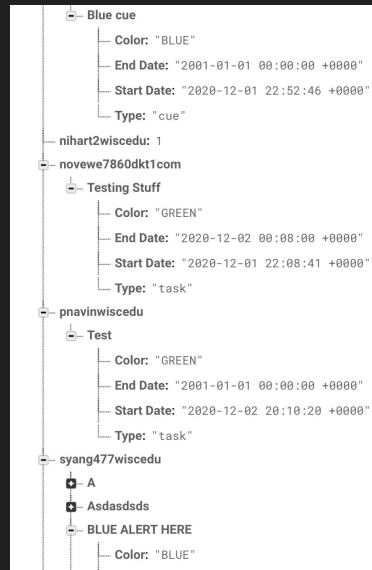 Blue cue
Color: "BLUE"
End Date: "2001-01-01 00:00:00 +0000"
Start Date: "2020-12-01 22:52:46 +0000"
Type: "cue"
nihart2wiscedu: 1
novewe7860dkt1com
Testing Stuff
Color: "GREEN"
End Date: "2020-12-02 00:08:00 +0000"
Start Date: "2020-12-01 22:08:41 +0000"
Type: "task"
pnavinwiscedu
Test
Color: "GREEN"
End Date: "2001-01-01 00:00:00 +0000"
Start Date: "2020-12-02 20:10:20 +0000"
Type: "task"
syang477wiscedu
A
Asdasdsds
BLUE ALERT HERE
Color: "BLUE"